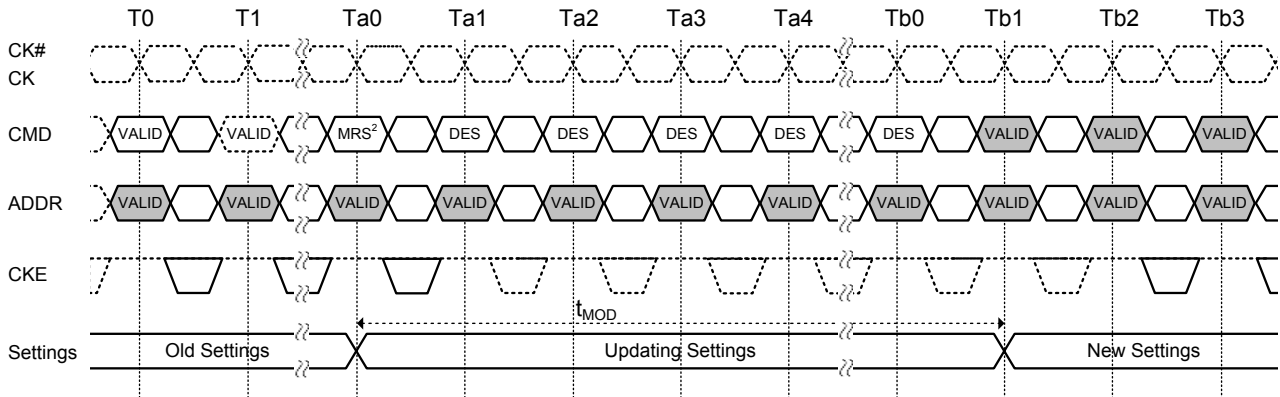 T0 T1 Ta0 Ta1 Ta2 Ta3 Ta4 Tb0 Tb1 Tb2 Tb3
CK#
CK
CMD VALID VALID MRS² DES DES DES DES DES VALID VALID VALID
ADDR VALID VALID VALID VALID VALID VALID VALID VALID VALID VALID VALID
CKE
tMOD
Settings Old Settings Updating Settings New Settings